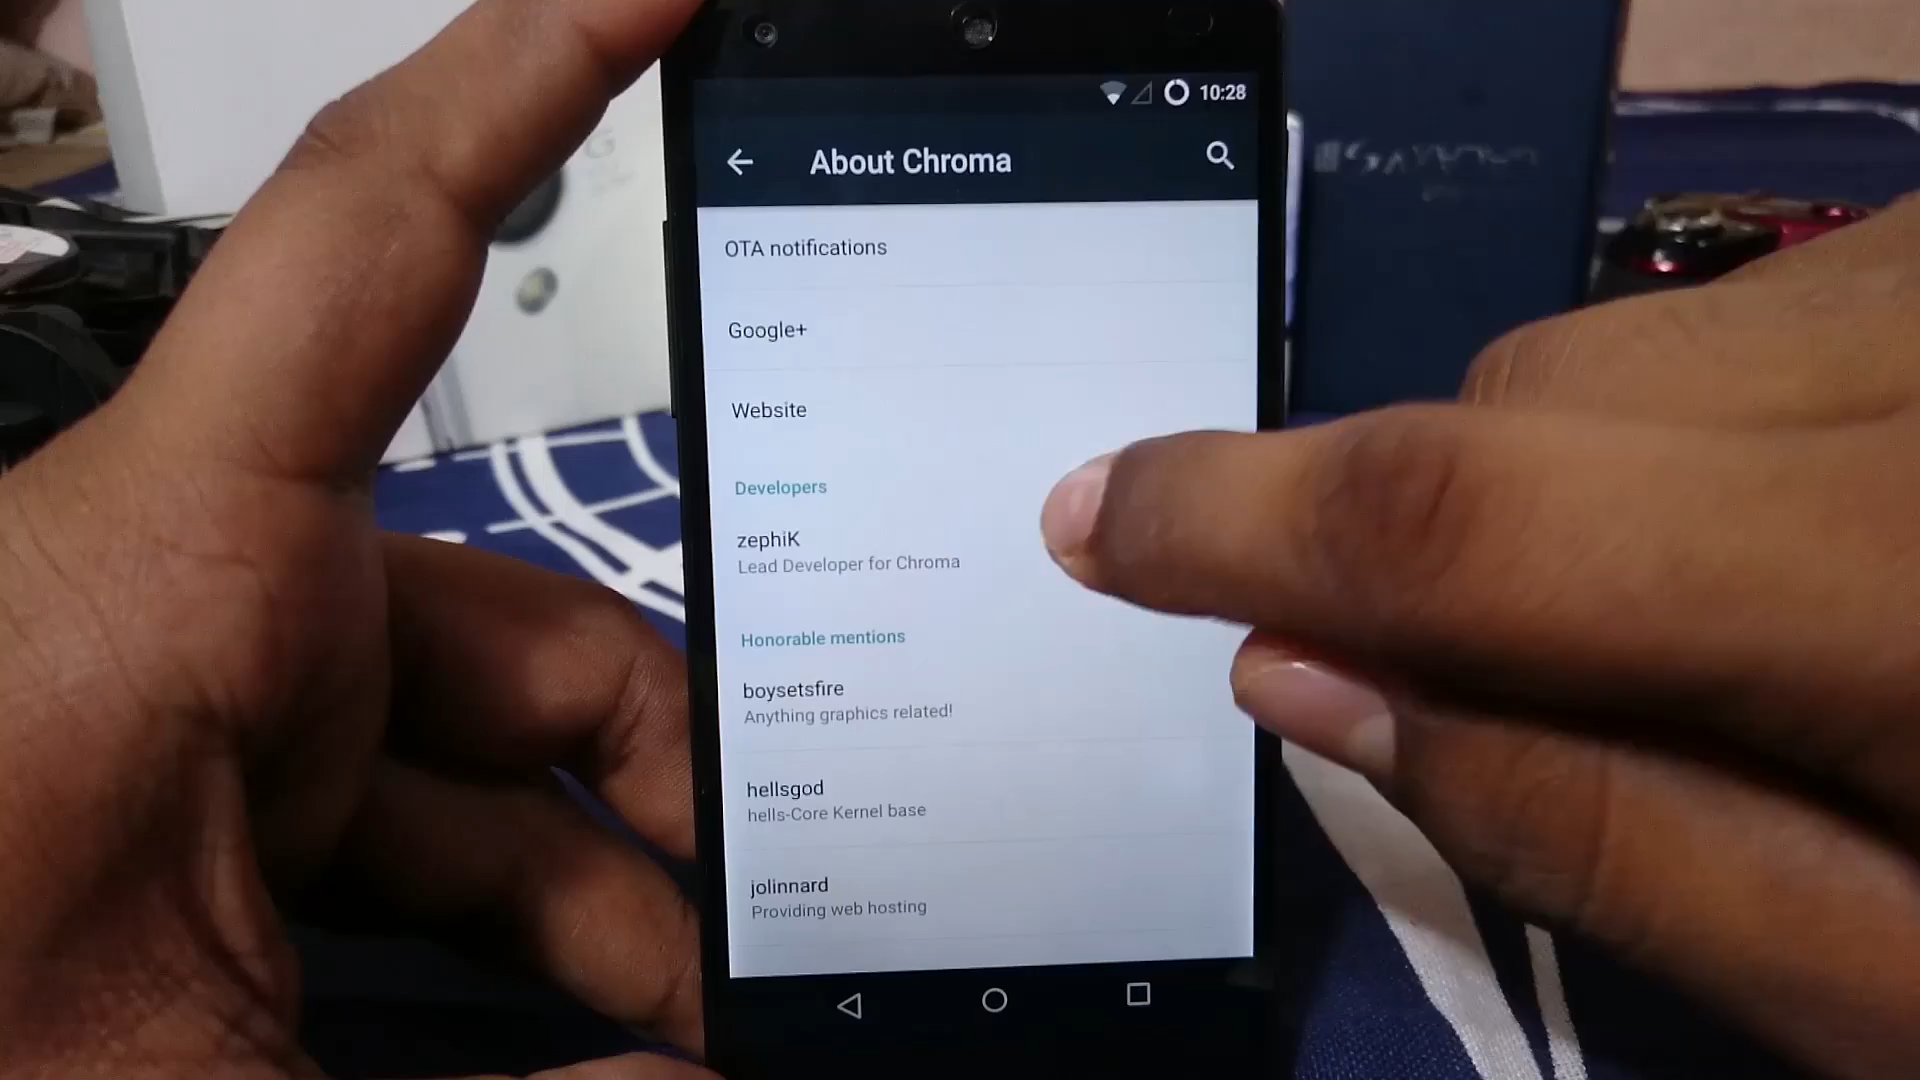 10:28
About Chroma
OTA notifications
Google+
Website
Developers
zephiK
Lead Developer for Chroma
Honorable mentions
boysetsfire
Anything graphics related!
hellsgod
hells-Core Kernel base
jolinnard
Providing web hosting